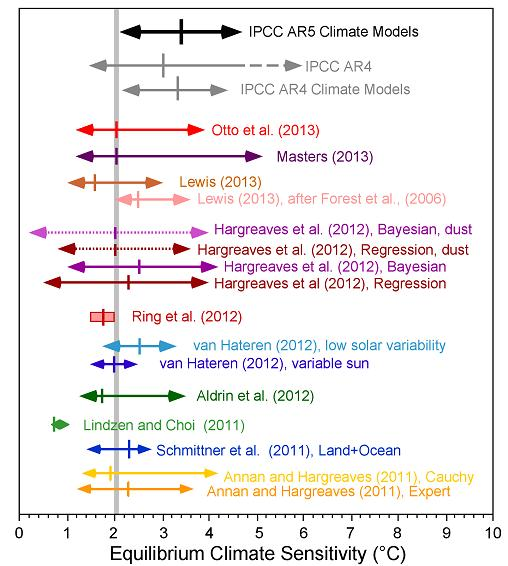 IPCC AR5 Climate Models
IPCC AR4
IPCC AR4 Climate Models
Otto et al. (2013)
Masters (2013)
Lewis (2013)
Lewis (2013), after Forest et al., (2006)
Hargreaves et al. (2012), Bayesian, dust
Hargreaves et al. (2012), Regression, dust
Hargreaves et al. (2012), Bayesian
Hargreaves et al (2012), Regression
Ring et al. (2012)
van Hateren (2012), low solar variability
van Hateren (2012), variable sun
Aldrin et al. (2012)
Lindzen and Choi (2011)
Schmittner et al. (2011), Land+Ocean
Annan and Hargreaves (2011), Cauchy
Annan and Hargreaves (2011), Expert
0 1 2 3 4 5 6 7 8 9 10
Equilibrium Climate Sensitivity (°C)